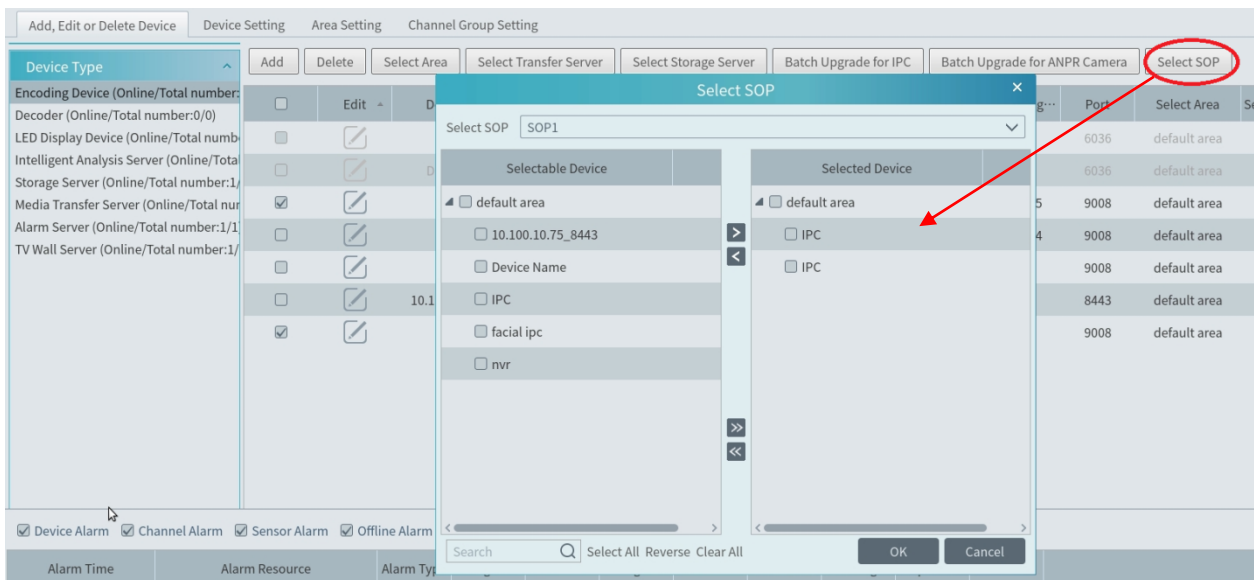 Add, Edit or Delete Device Device Setting Area Setting Channel Group Setting
Device Type
Add Delete Select Area Select Transfer Server Select Storage Server Batch Upgrade for IPC Batch Upgrade for ANPR Camera Select SOP
Encoding Device (Online/Total number:
Decoder (Online/Total number:0/0)
LED Display Device (Online/Total
Intelligent Analysis Server (Online/Total
Storage Server (Online/Total number:1/
Media Transfer Server (Online/Total
Alarm Server (Online/Total number:1/1
TV Wall Server (Online/Total number:1/
Edit D
Port Select Area
6036 default area
D 6036 default area
5 9008 default area
4 9008 default area
9008 default area
10.1 8443 default area
9008 default area
Select SOP
Select SOP SOP1
Selectable Device
default area
10.100.10.75_8443
Device Name
IPC
facial ipc
nvr
Selected Device
default area
IPC
IPC
Search Select All Reverse Clear All OK Cancel
Device Alarm Channel Alarm Sensor Alarm Offline Alarm
Alarm Time Alarm Resource Alarm